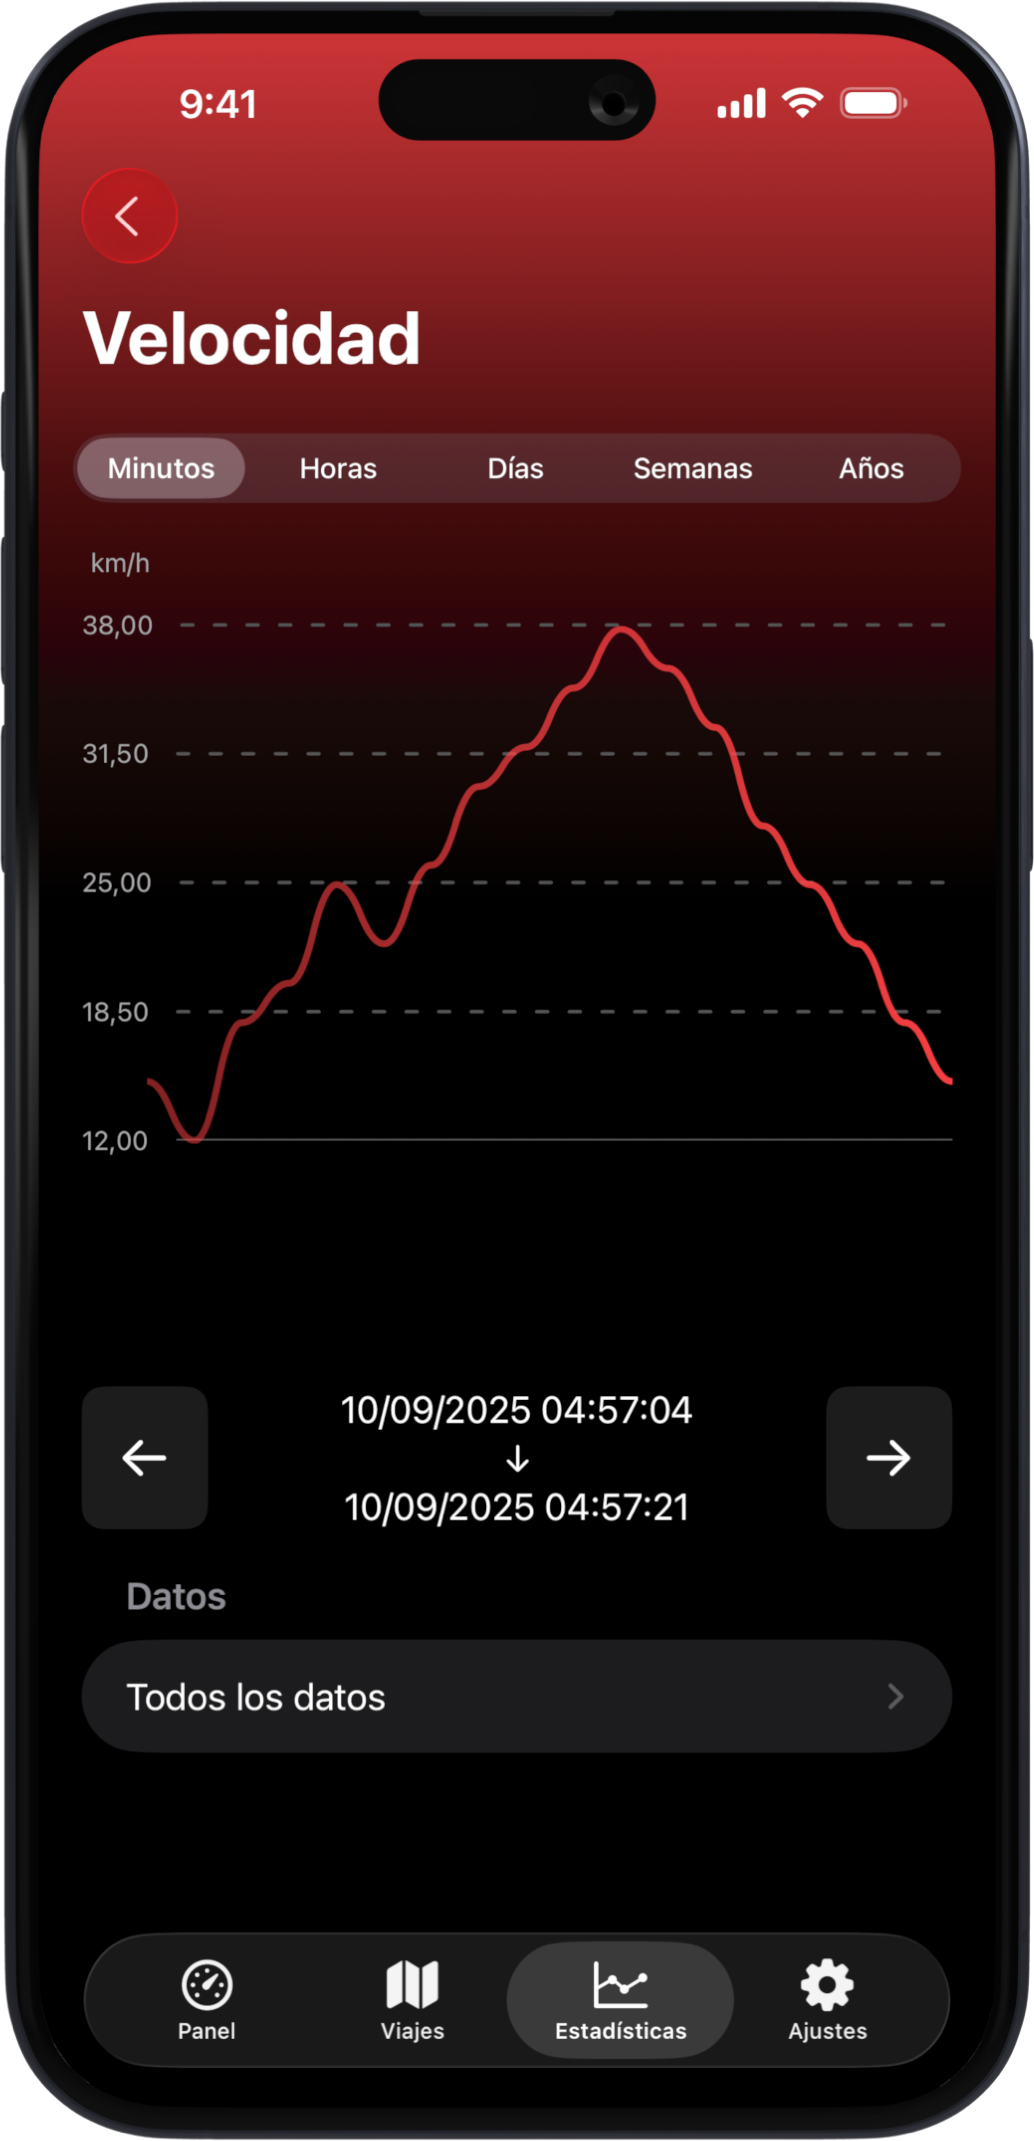 9:41
Velocidad
Minutos Horas Días Semanas Años
km/h
38,00
31,50
25,00
18,50
12,00
10/09/2025 04:57:04
↓
10/09/2025 04:57:21
Datos
Todos los datos
Panel Viajes Estadísticas Ajustes